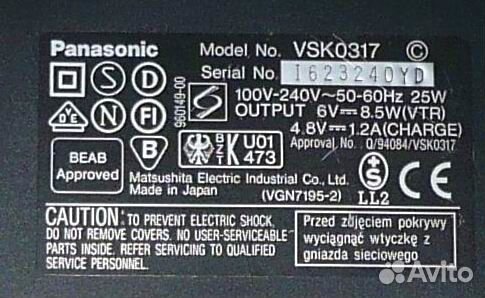 Panasonic
Model No. VSK0317 ©
Serial No. I623240YD
S D
100V-240V~50-60Hz 25W
OUTPUT 6V 8.5W(VTR)
4.8V 1.2A(CHARGE)
Approval No. O/94084/VSK0317
960149-00
N FI
B
BZT K U01
473
BEAB
Approved
Matsushita Electric Industrial Co., Ltd.
Made in Japan (VGN7195-2)
S
LL2
CE
CAUTION: TO PREVENT ELECTRIC SHOCK
DO NOT REMOVE COVERS. NO USER-SERVICEABLE
PARTS INSIDE. REFER SERVICING TO QUALIFIED
SERVICE PERSONNEL.
Przed zdjęciem pokrywy
wyciągnąć wtyczkę z
gniazda sieciowego
Avito